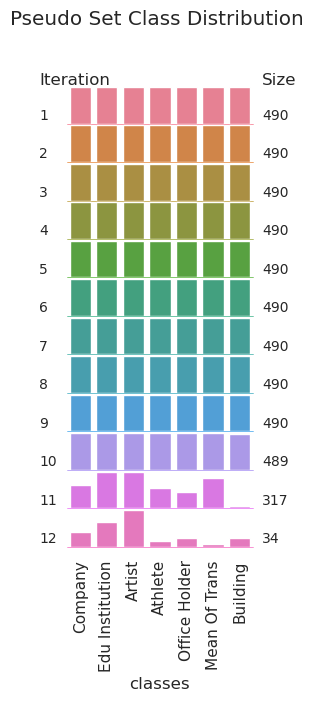 Pseudo Set Class Distribution
Iteration Size
1 490
2 490
3 490
4 490
5 490
6 490
7 490
8 490
9 490
10 489
11 317
12 34
Company
Edu Institution
Artist
Athlete
Office Holder
Mean Of Trans
Building
classes